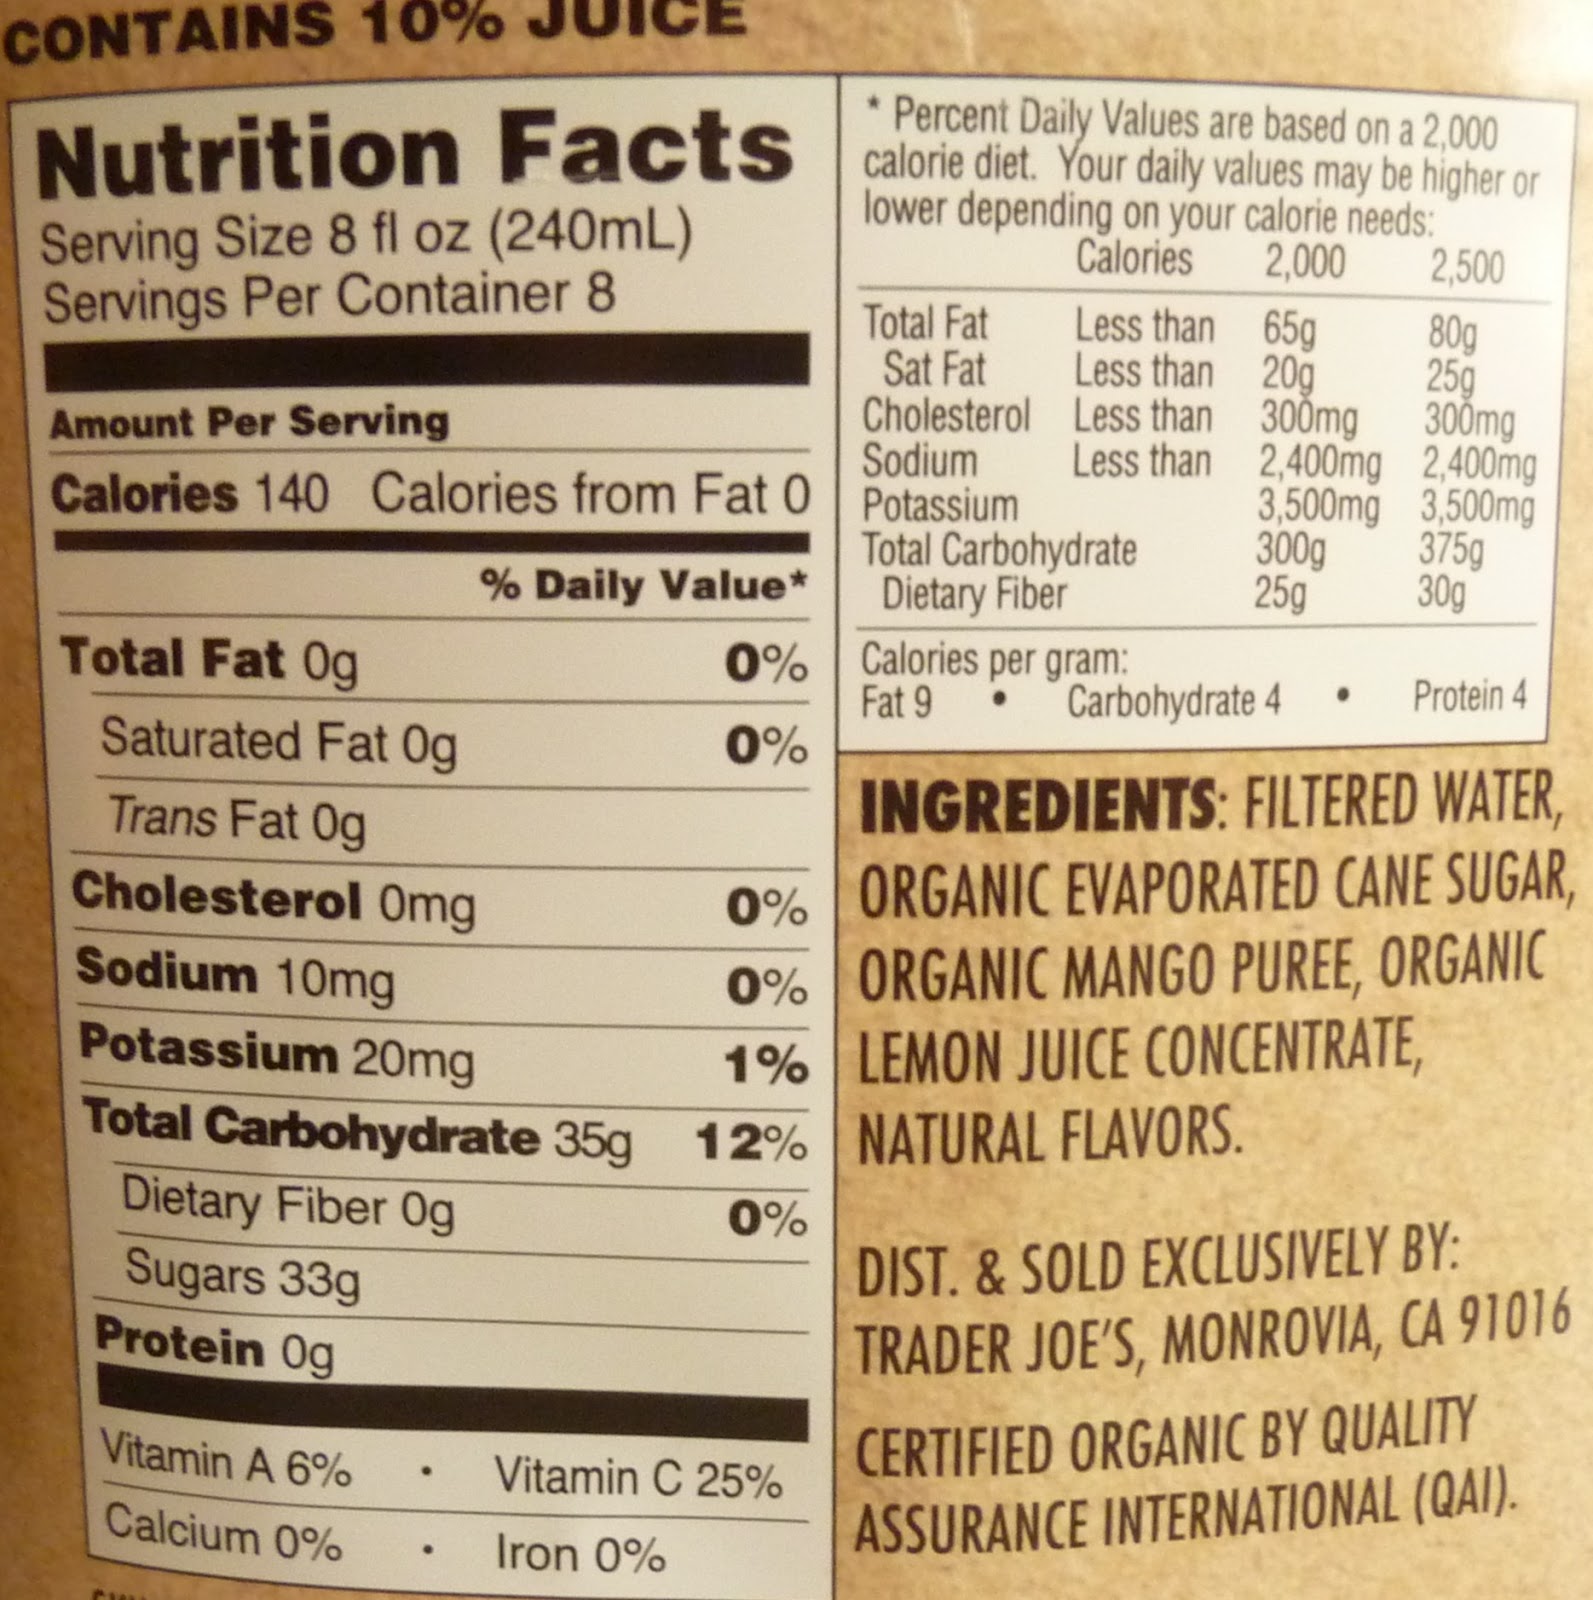 CONTAINS 10% JUICE
Nutrition Facts
Serving Size 8 fl oz (240mL)
Servings Per Container 8
Amount Per Serving
Calories 140 Calories from Fat 0
% Daily Value*
Total Fat 0g 0%
Saturated Fat 0g 0%
Trans Fat 0g
Cholesterol 0mg 0%
Sodium 10mg 0%
Potassium 20mg 1%
Total Carbohydrate 35g 12%
Dietary Fiber 0g 0%
Sugars 33g
Protein 0g
Vitamin A 6% • Vitamin C 25%
Calcium 0% • Iron 0%
* Percent Daily Values are based on a 2,000
calorie diet. Your daily values may be higher or
lower depending on your calorie needs:
Calories 2,000 2,500
Total Fat Less than 65g 80g
Sat Fat Less than 20g 25g
Cholesterol Less than 300mg 300mg
Sodium Less than 2,400mg 2,400mg
Potassium 3,500mg 3,500mg
Total Carbohydrate 300g 375g
Dietary Fiber 25g 30g
Calories per gram:
Fat 9 • Carbohydrate 4 • Protein 4
INGREDIENTS: FILTERED WATER,
ORGANIC EVAPORATED CANE SUGAR,
ORGANIC MANGO PUREE, ORGANIC
LEMON JUICE CONCENTRATE,
NATURAL FLAVORS.
DIST. & SOLD EXCLUSIVELY BY:
TRADER JOE'S, MONROVIA, CA 91016
CERTIFIED ORGANIC BY QUALITY
ASSURANCE INTERNATIONAL (QAI).